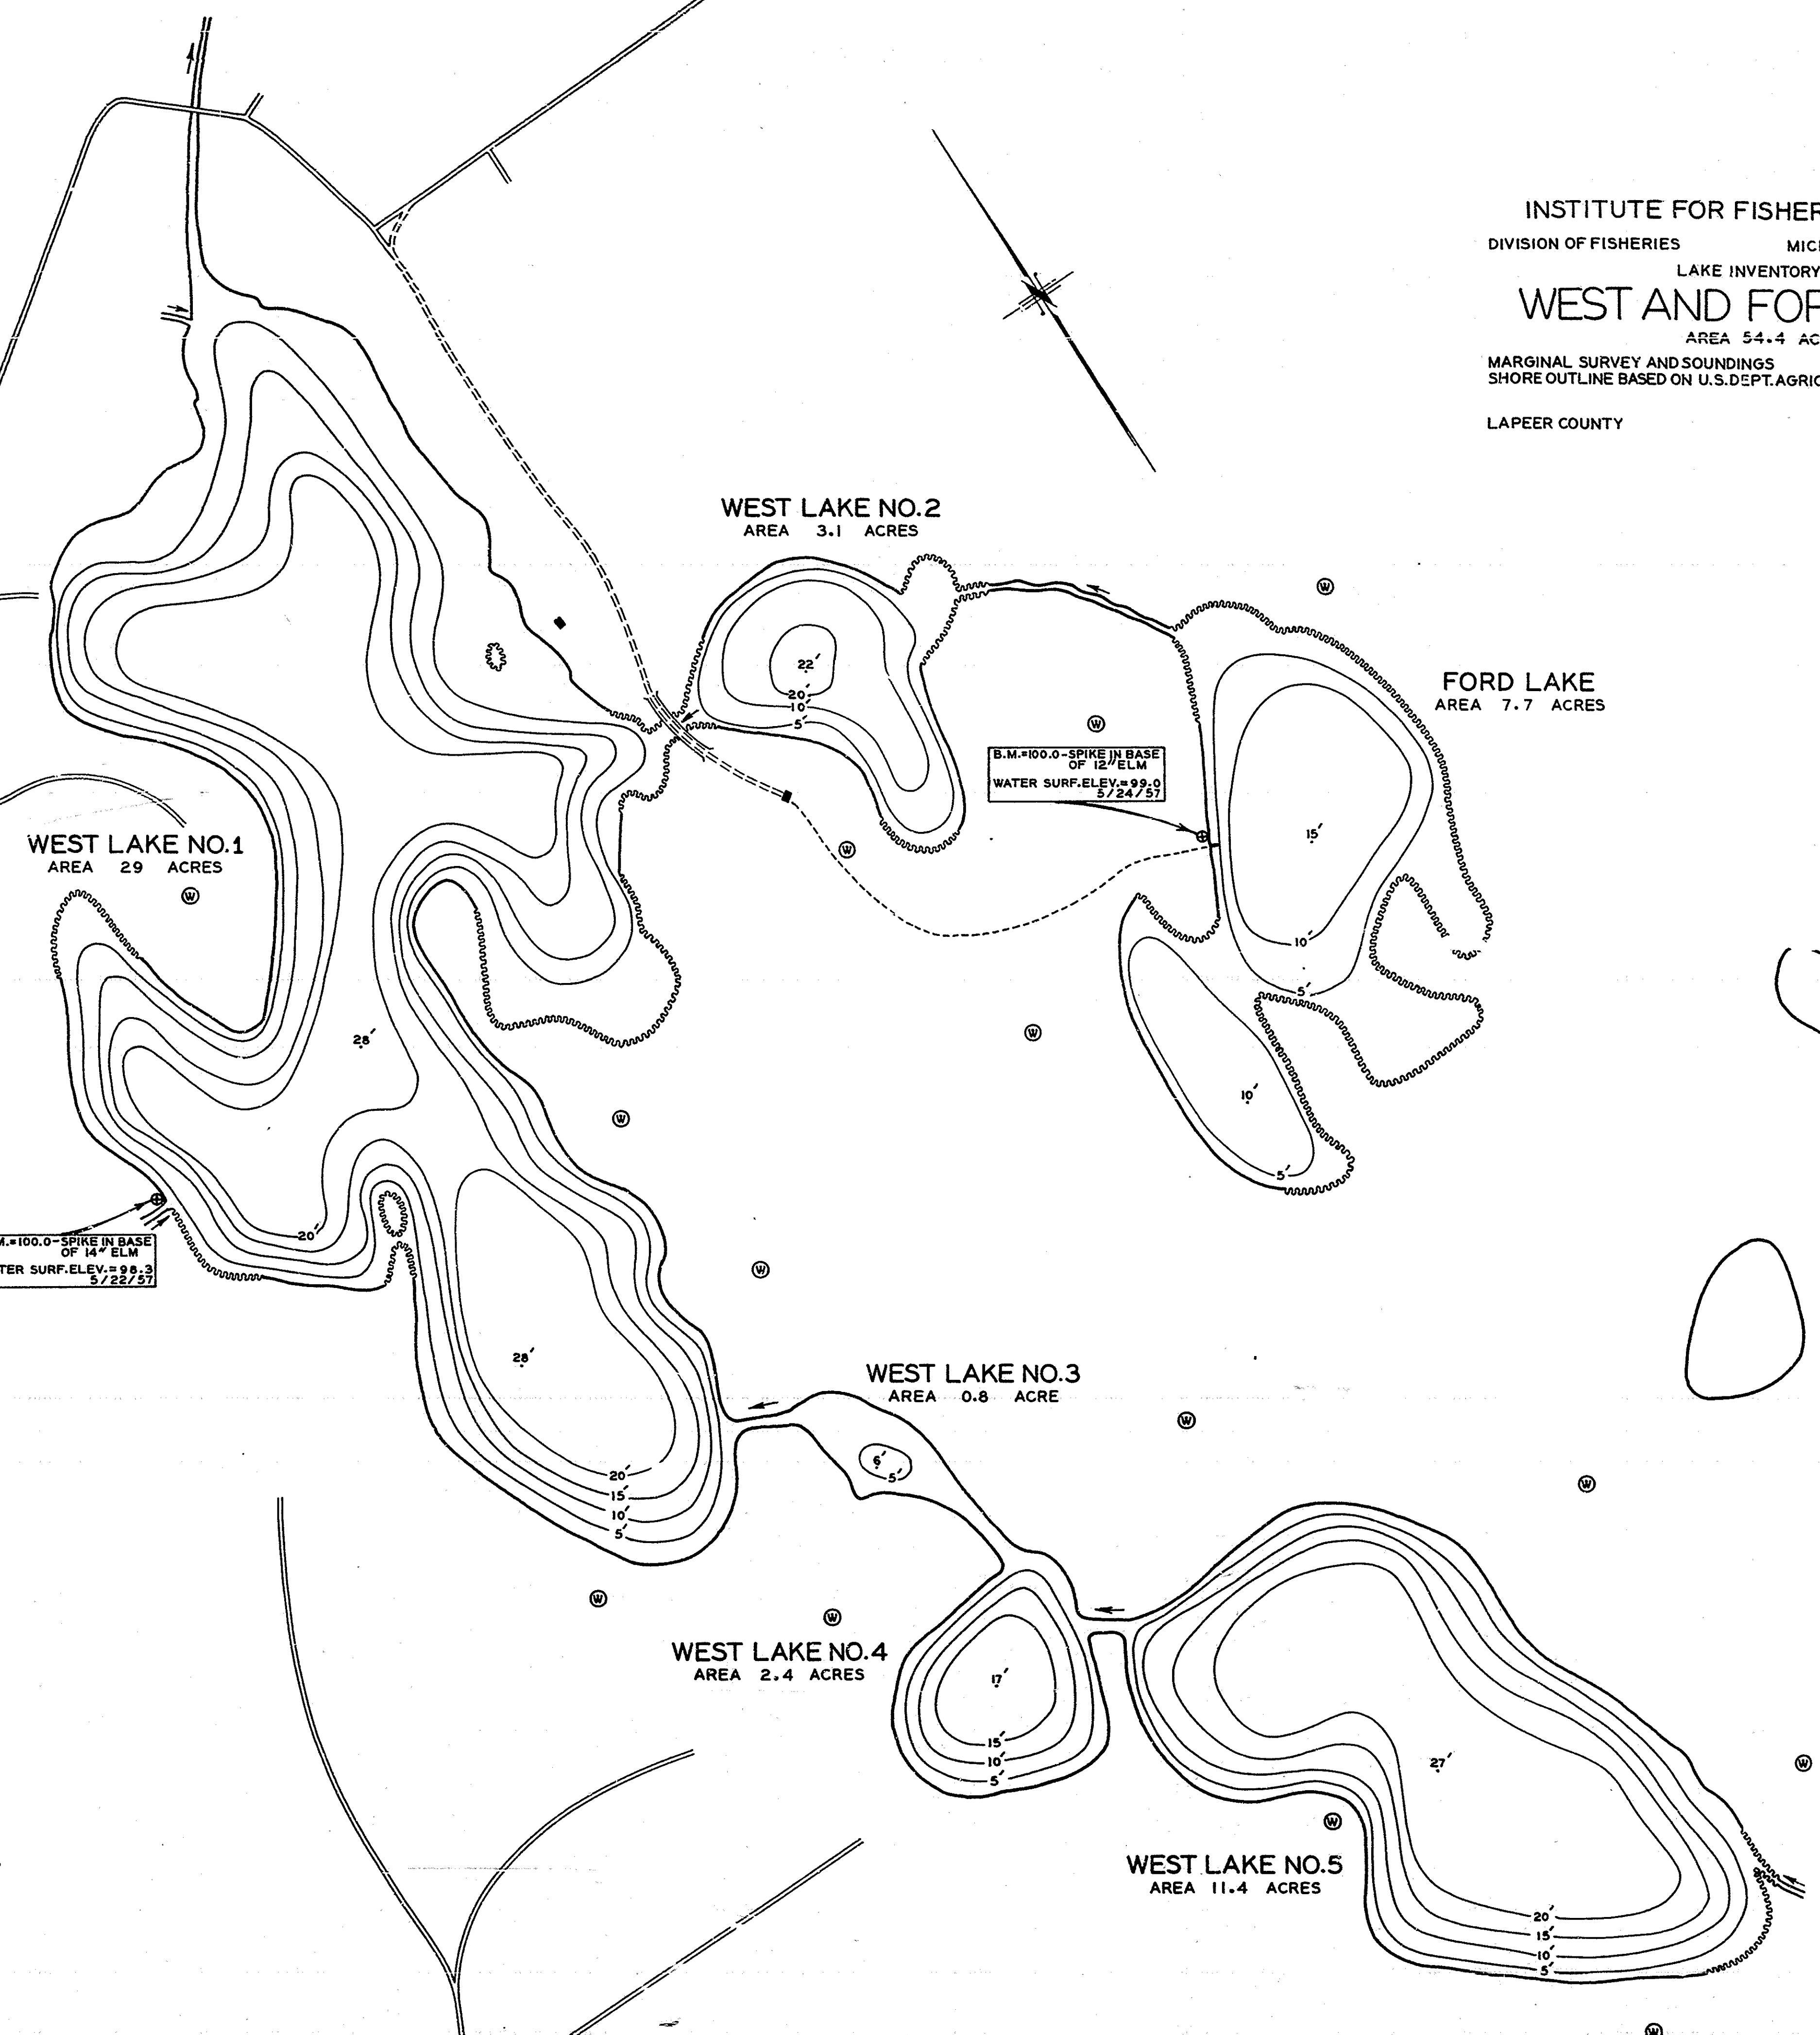 INSTITUTE FOR FISHER
DIVISION OF FISHERIES MIC
LAKE INVENTORY
WEST AND FOR
AREA 54.4 AC
MARGINAL SURVEY AND SOUNDINGS
SHORE OUTLINE BASED ON U.S. DEPT. AGRIC
LAPEER COUNTY
WEST LAKE NO.2
AREA 3.1 ACRES
22'
20'
10'
5'
FORD LAKE
AREA 7.7 ACRES
B.M.=100.0-SPIKE IN BASE
OF 12" ELM
WATER SURF.ELEV.=99.0
5/24/57
15'
10'
5'
10'
5'
WEST LAKE NO.1
AREA 29 ACRES
28'
20'
M.=100.0-SPIKE IN BASE
OF 14" ELM
TER SURF.ELEV.=98.3
5/22/57
28'
20'
15'
10'
5'
WEST LAKE NO.3
AREA 0.8 ACRE
6'
5'
WEST LAKE NO.4
AREA 2.4 ACRES
17'
15'
10'
5'
WEST LAKE NO.5
AREA 11.4 ACRES
27'
20'
15'
10'
5'
W
W
W
W
W
W
W
W
W
W
W
W
W
W